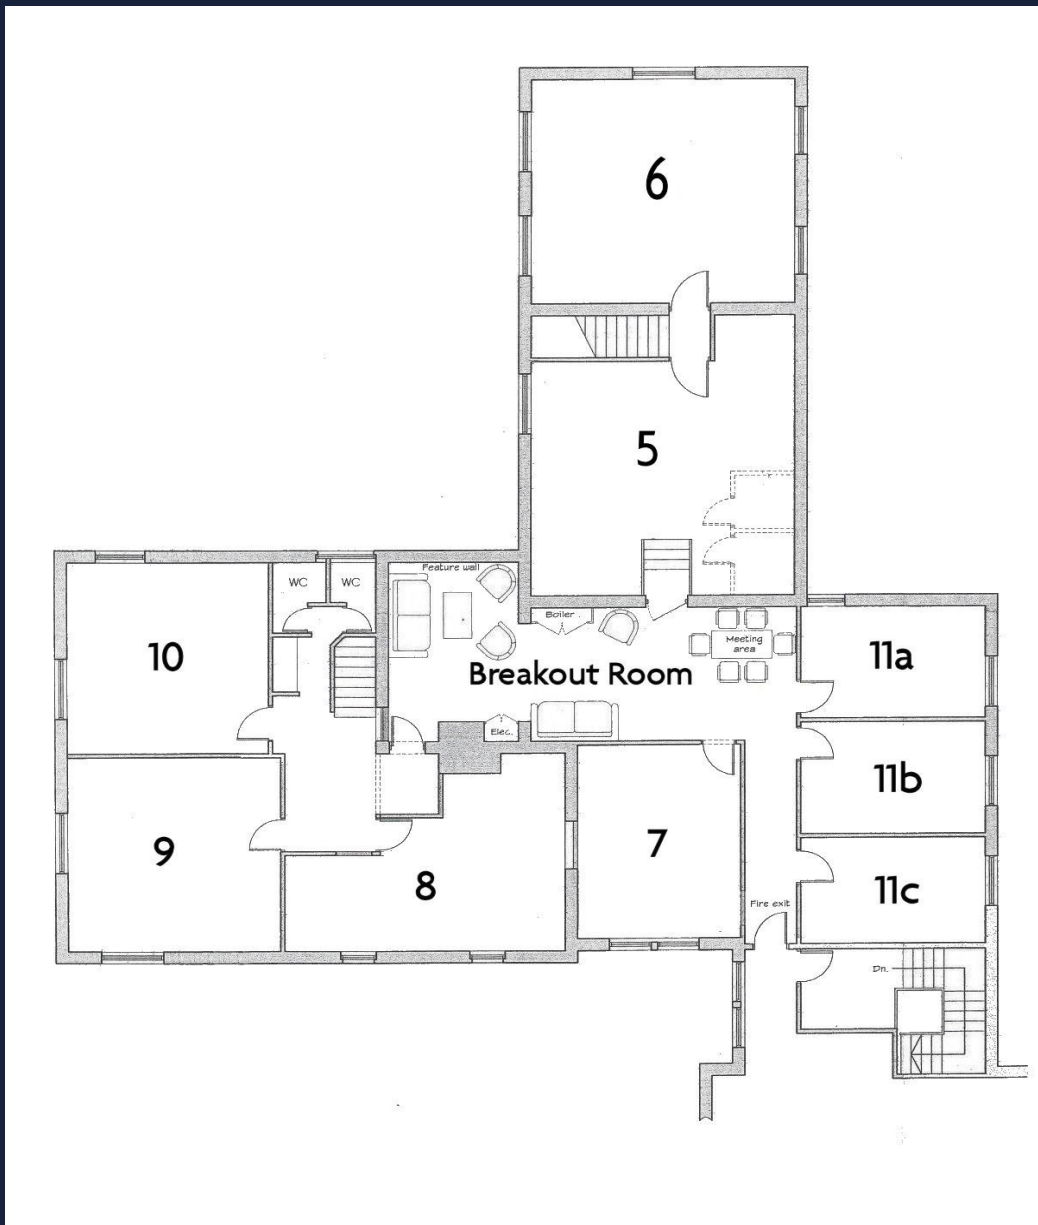 6
5
Feature wall
WC
WC
Boiler
Meeting
area
10
Breakout Room
11a
Elec.
11b
9
7
8
11c
Fire exit
Dn.